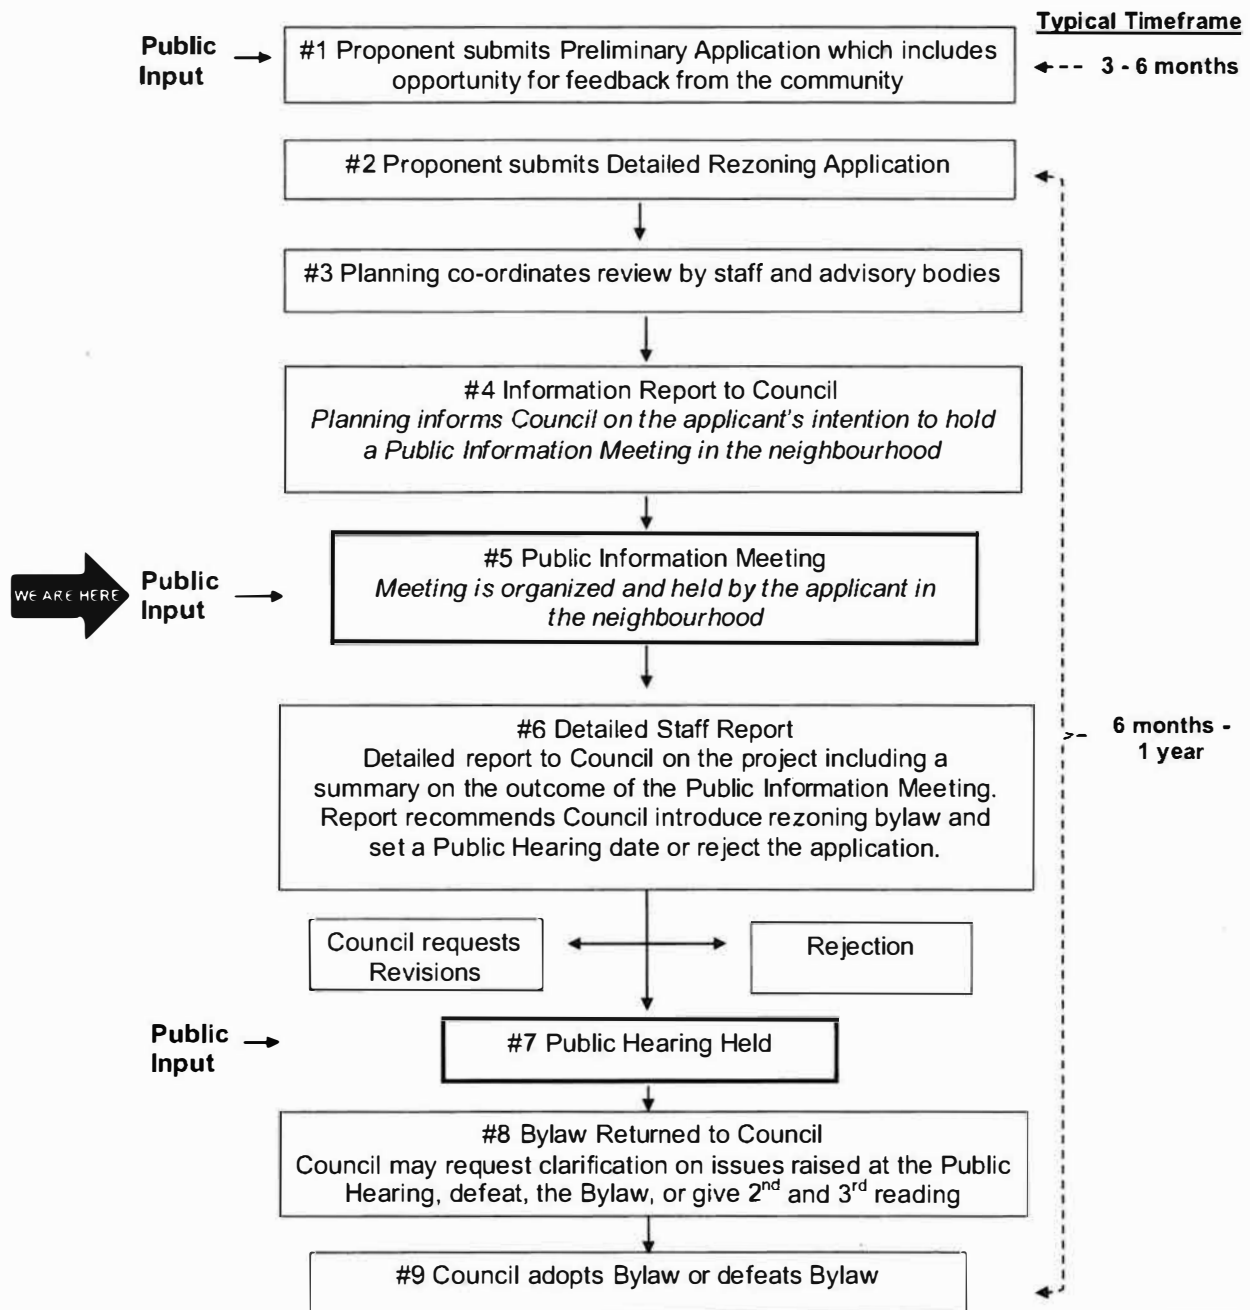 Typical Timeframe
Public
Input
#1 Proponent submits Preliminary Application which includes
opportunity for feedback from the community
3 - 6 months
#2 Proponent submits Detailed Rezoning Application
#3 Planning co-ordinates review by staff and advisory bodies
#4 Information Report to Council
Planning informs Council on the applicant's intention to hold
a Public Information Meeting in the neighbourhood
WE ARE HERE
Public
Input
#5 Public Information Meeting
Meeting is organized and held by the applicant in
the neighbourhood
#6 Detailed Staff Report
Detailed report to Council on the project including a
summary on the outcome of the Public Information Meeting.
Report recommends Council introduce rezoning bylaw and
set a Public Hearing date or reject the application.
6 months -
1 year
Council requests
Revisions
Rejection
Public
Input
#7 Public Hearing Held
#8 Bylaw Returned to Council
Council may request clarification on issues raised at the Public
Hearing, defeat, the Bylaw, or give 2nd and 3rd reading
#9 Council adopts Bylaw or defeats Bylaw